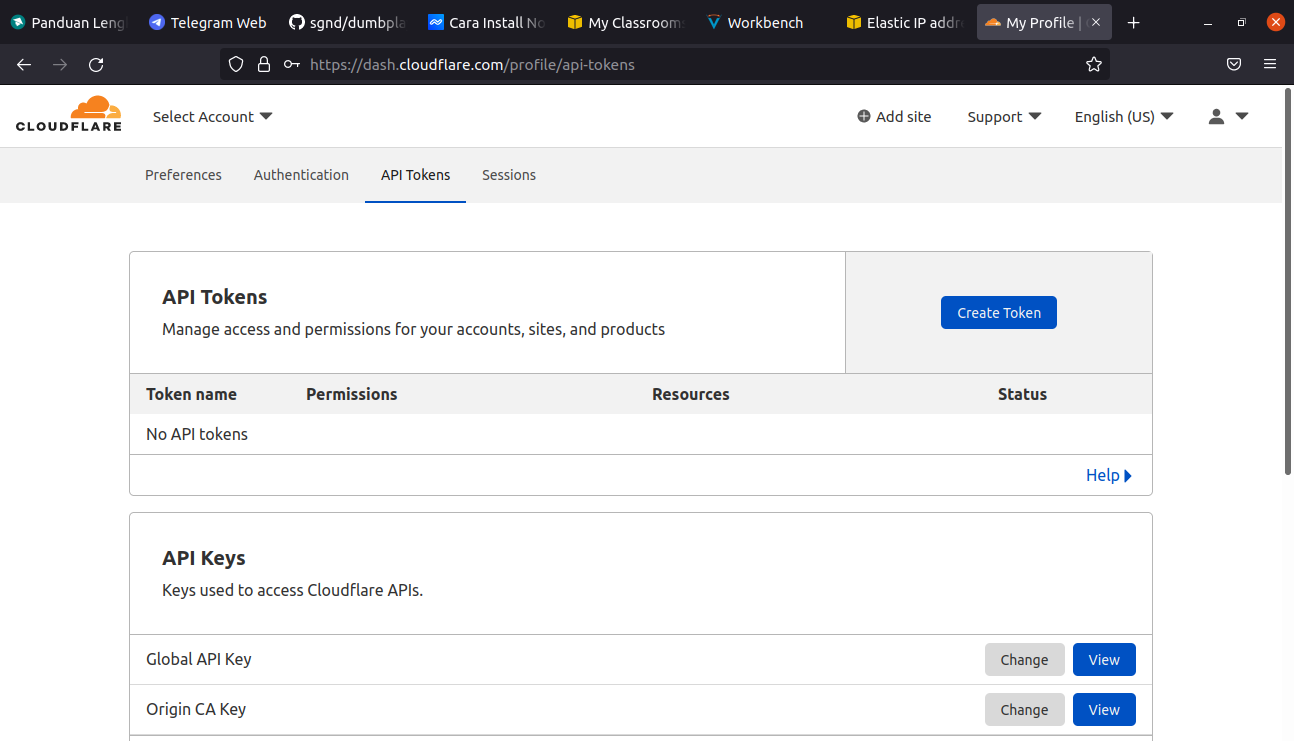 Panduan Leng
Telegram Web
sgnd/dumbpla
Cara Install No
My Classroom
Workbench
Elastic IP addre
My Profile |
https://dash.cloudflare.com/profile/api-tokens
CLOUDFLARE
Select Account
Add site
Support
English (US)
Preferences
Authentication
API Tokens
Sessions
API Tokens
Manage access and permissions for your accounts, sites, and products
Create Token
Token name Permissions Resources Status
No API tokens
Help
API Keys
Keys used to access Cloudflare APIs.
Global API Key
Change
View
Origin CA Key
Change
View